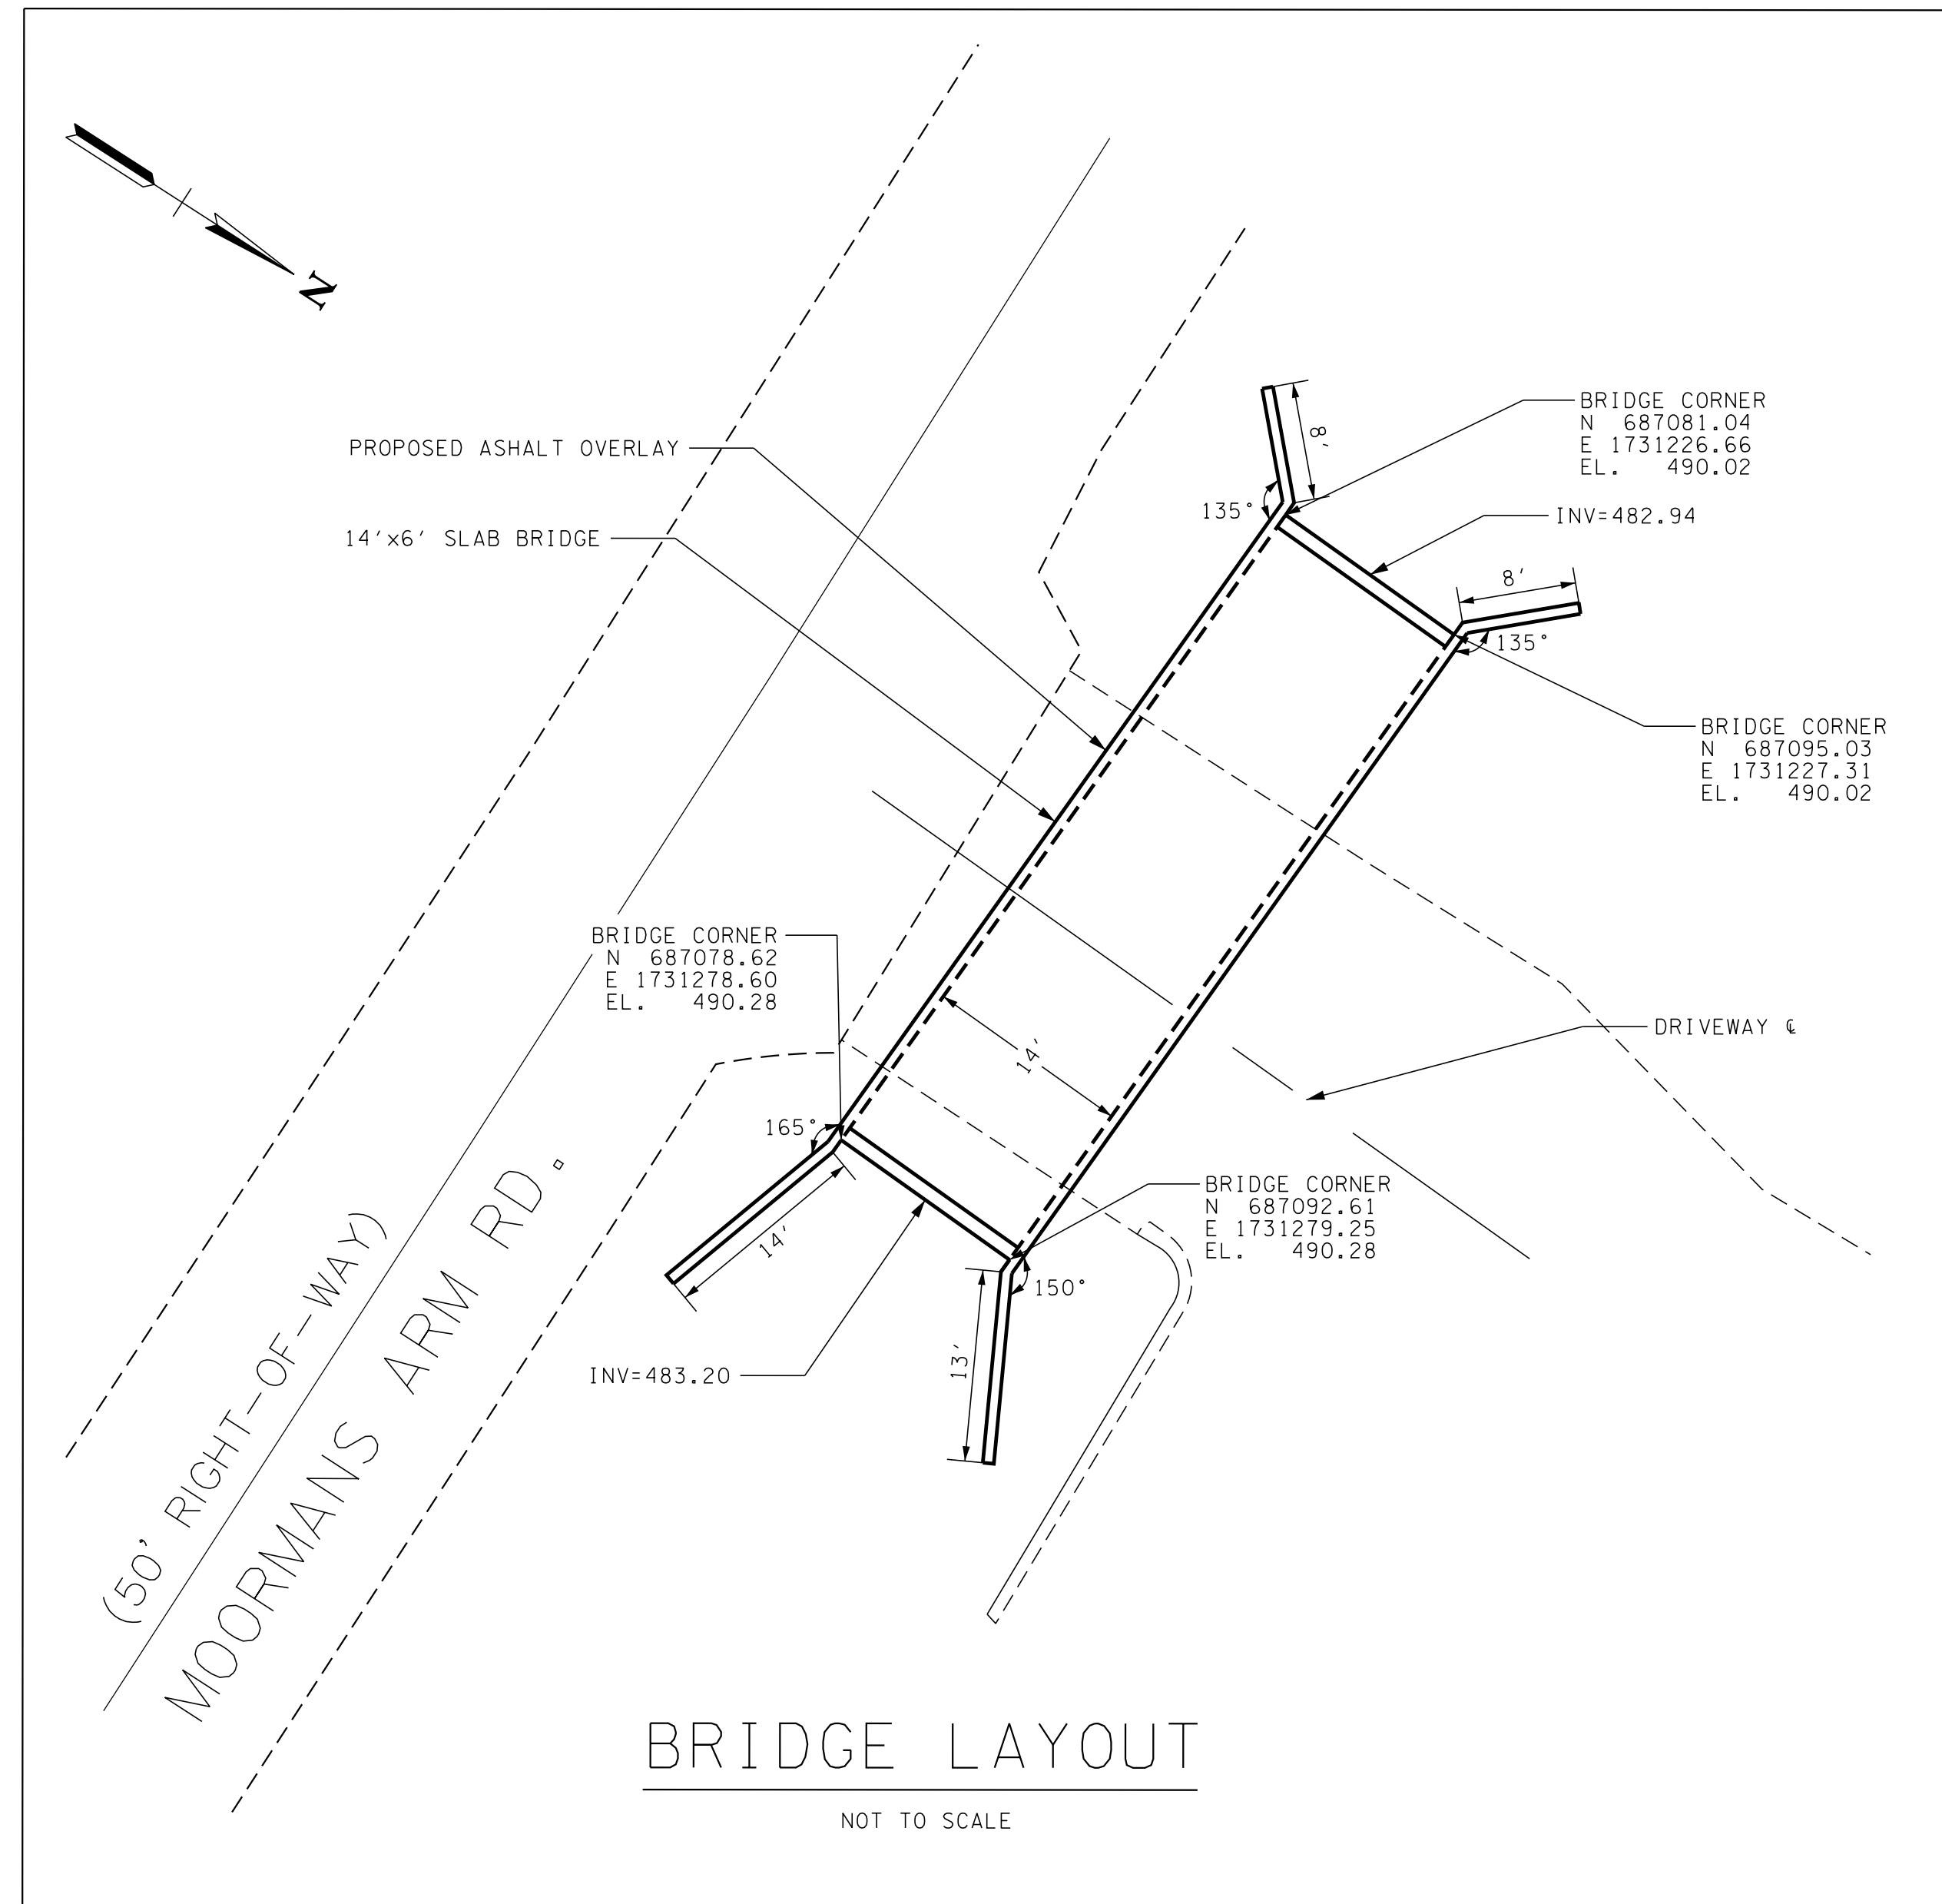 N
BRIDGE CORNER
N 687081.04
E 1731226.66
EL. 490.02
8'
PROPOSED ASHALT OVERLAY
135°
INV=482.94
14'x6' SLAB BRIDGE
8'
135°
BRIDGE CORNER
N 687095.03
E 1731227.31
EL. 490.02
BRIDGE CORNER
N 687078.62
E 1731278.60
EL. 490.28
DRIVEWAY ℄
14'
165°
BRIDGE CORNER
N 687092.61
E 1731279.25
EL. 490.28
14'
150°
13'
INV=483.20
(50' RIGHT-OF-WAY)
MOORMANS ARM RD.
BRIDGE LAYOUT
NOT TO SCALE